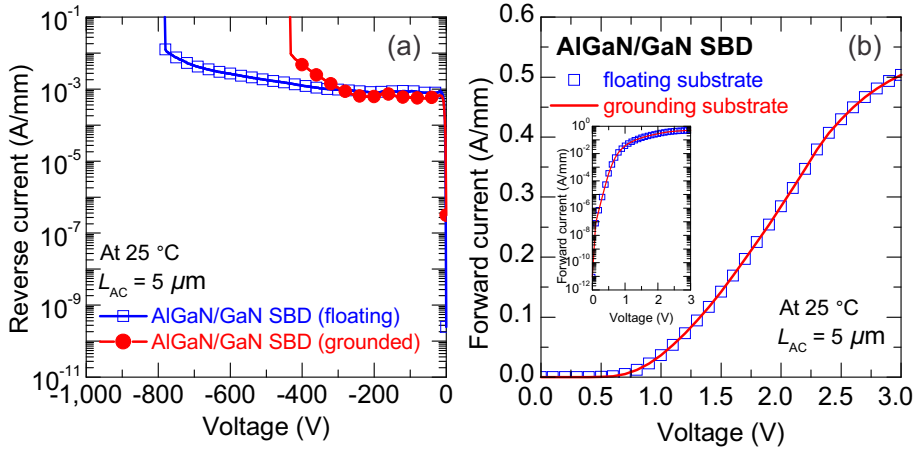 (a)
Reverse current (A/mm)
10⁻¹
10⁻³
10⁻⁵
10⁻⁷
10⁻⁹
10⁻¹¹
At 25 °C
L_AC = 5 µm
AlGaN/GaN SBD (floating)
AlGaN/GaN SBD (grounded)
-1,000 -800 -600 -400 -200 0
Voltage (V)
(b)
Forward current (A/mm)
0.6
0.5
0.4
0.3
0.2
0.1
0.0
AlGaN/GaN SBD
floating substrate
grounding substrate
Forward current (A/mm)
10⁰
10⁻²
10⁻⁴
10⁻⁶
10⁻⁸
10⁻¹⁰
10⁻¹²
0 1 2 3
Voltage (V)
At 25 °C
L_AC = 5 µm
0.0 0.5 1.0 1.5 2.0 2.5 3.0
Voltage (V)